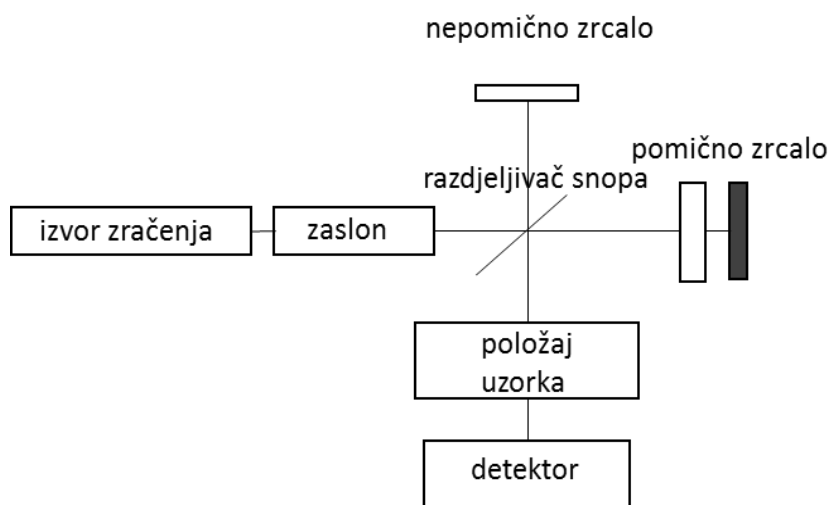 nepomično zrcalo
pomično zrcalo
razdjeljivač snopa
izvor zračenja
zaslon
položaj
uzorka
detektor